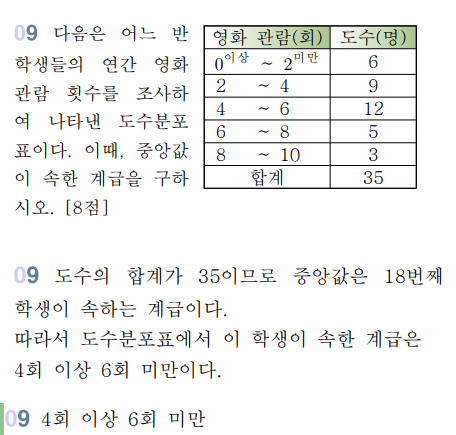 09 다음은 어느 반
학생들의 연간 영화
관람 횟수를 조사하
여 나타낸 도수분포
표이다. 이때, 중앙값
이 속한 계급을 구하
시오. [8점]
영화 관람(회) 도수(명)
0이상 ~ 2미만 6
2 ~ 4 9
4 ~ 6 12
6 ~ 8 5
8 ~ 10 3
합계 35
09 도수의 합계가 35이므로 중앙값은 18번째
학생이 속하는 계급이다.
따라서 도수분포표에서 이 학생이 속한 계급은
4회 이상 6회 미만이다.
09 4회 이상 6회 미만